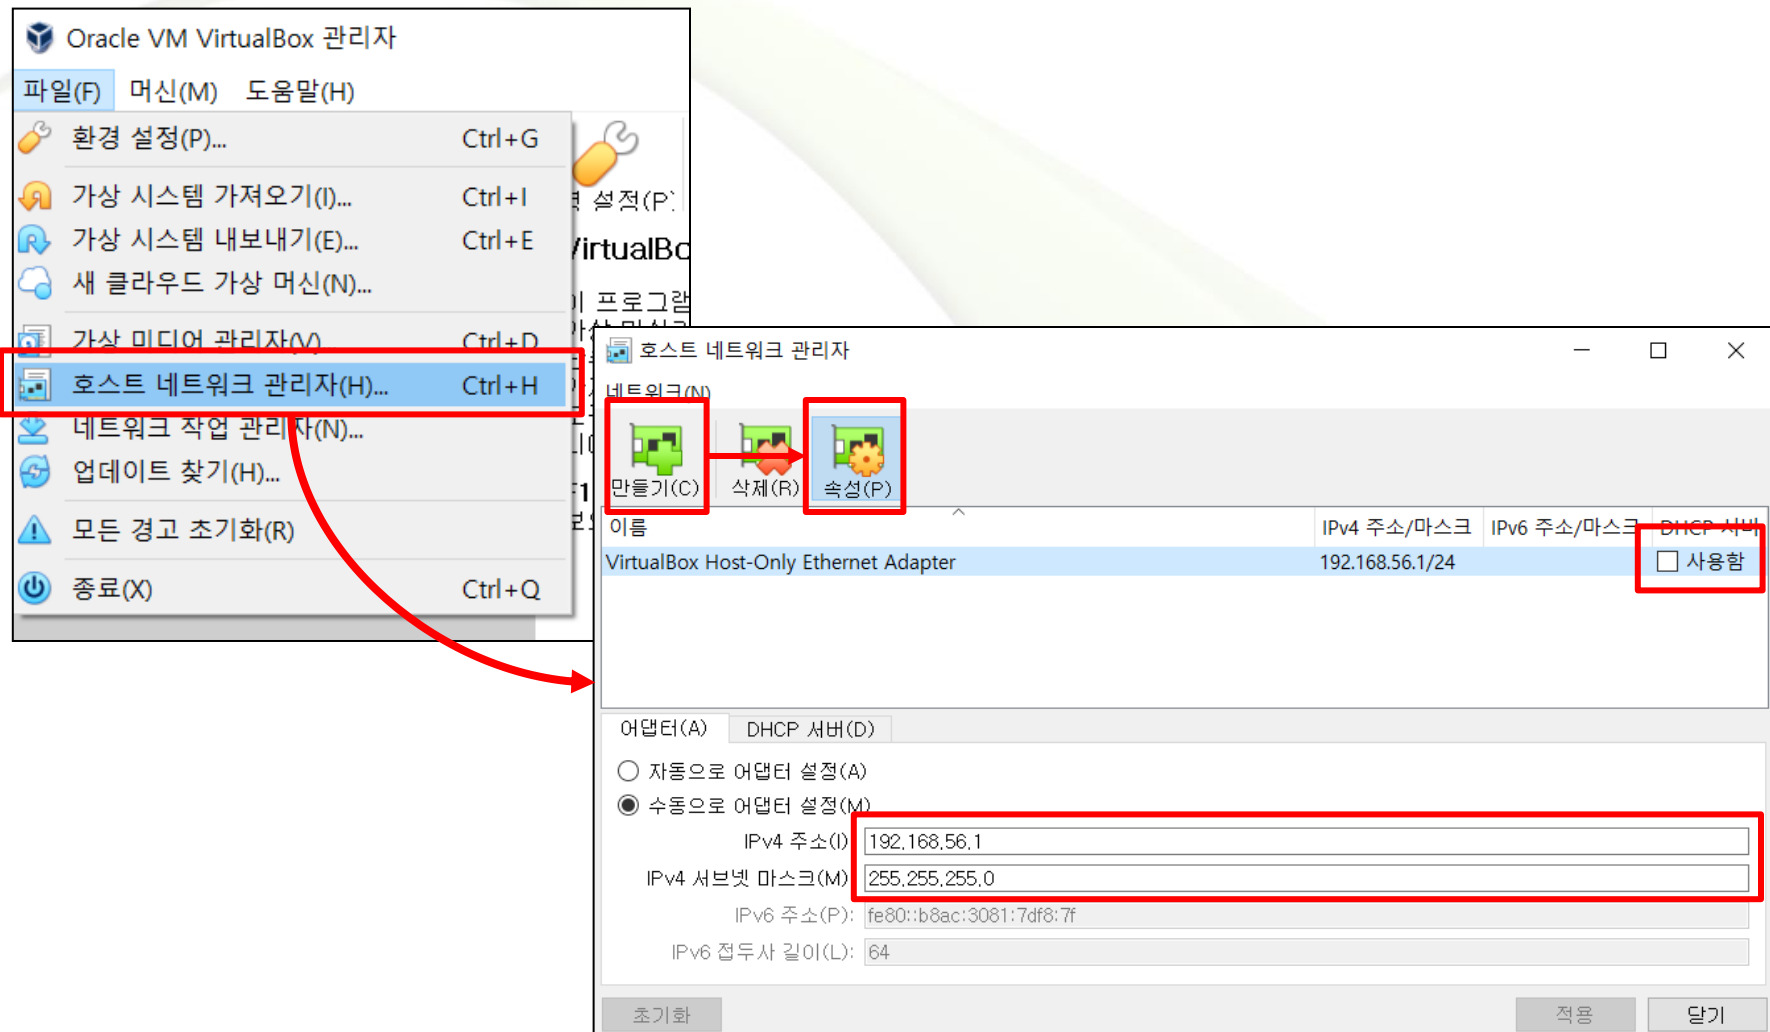 Oracle VM VirtualBox 관리자
파일(F) 머신(M) 도움말(H)
환경 설정(P)... Ctrl+G
가상 시스템 가져오기(I)... Ctrl+I
가상 시스템 내보내기(E)... Ctrl+E
새 클라우드 가상 머신(N)...
가상 미디어 관리자(V)... Ctrl+D
호스트 네트워크 관리자(H)... Ctrl+H
네트워크 작업 관리자(N)...
업데이트 찾기(H)...
모든 경고 초기화(R)
종료(X) Ctrl+Q
설정(P)
이 프로그램
호스트 네트워크 관리자
네트워크(N)
만들기(C) 삭제(R) 속성(P)
이름 IPv4 주소/마스크 IPv6 주소/마스크 DHCP 서버
VirtualBox Host-Only Ethernet Adapter 192.168.56.1/24 사용함
어댑터(A) DHCP 서버(D)
자동으로 어댑터 설정(A)
수동으로 어댑터 설정(M)
IPv4 주소(I) 192.168.56.1
IPv4 서브넷 마스크(M) 255.255.255.0
IPv6 주소(P): fe80::b8ac:3081:7df8:7f
IPv6 접두사 길이(L): 64
초기화 적용 닫기